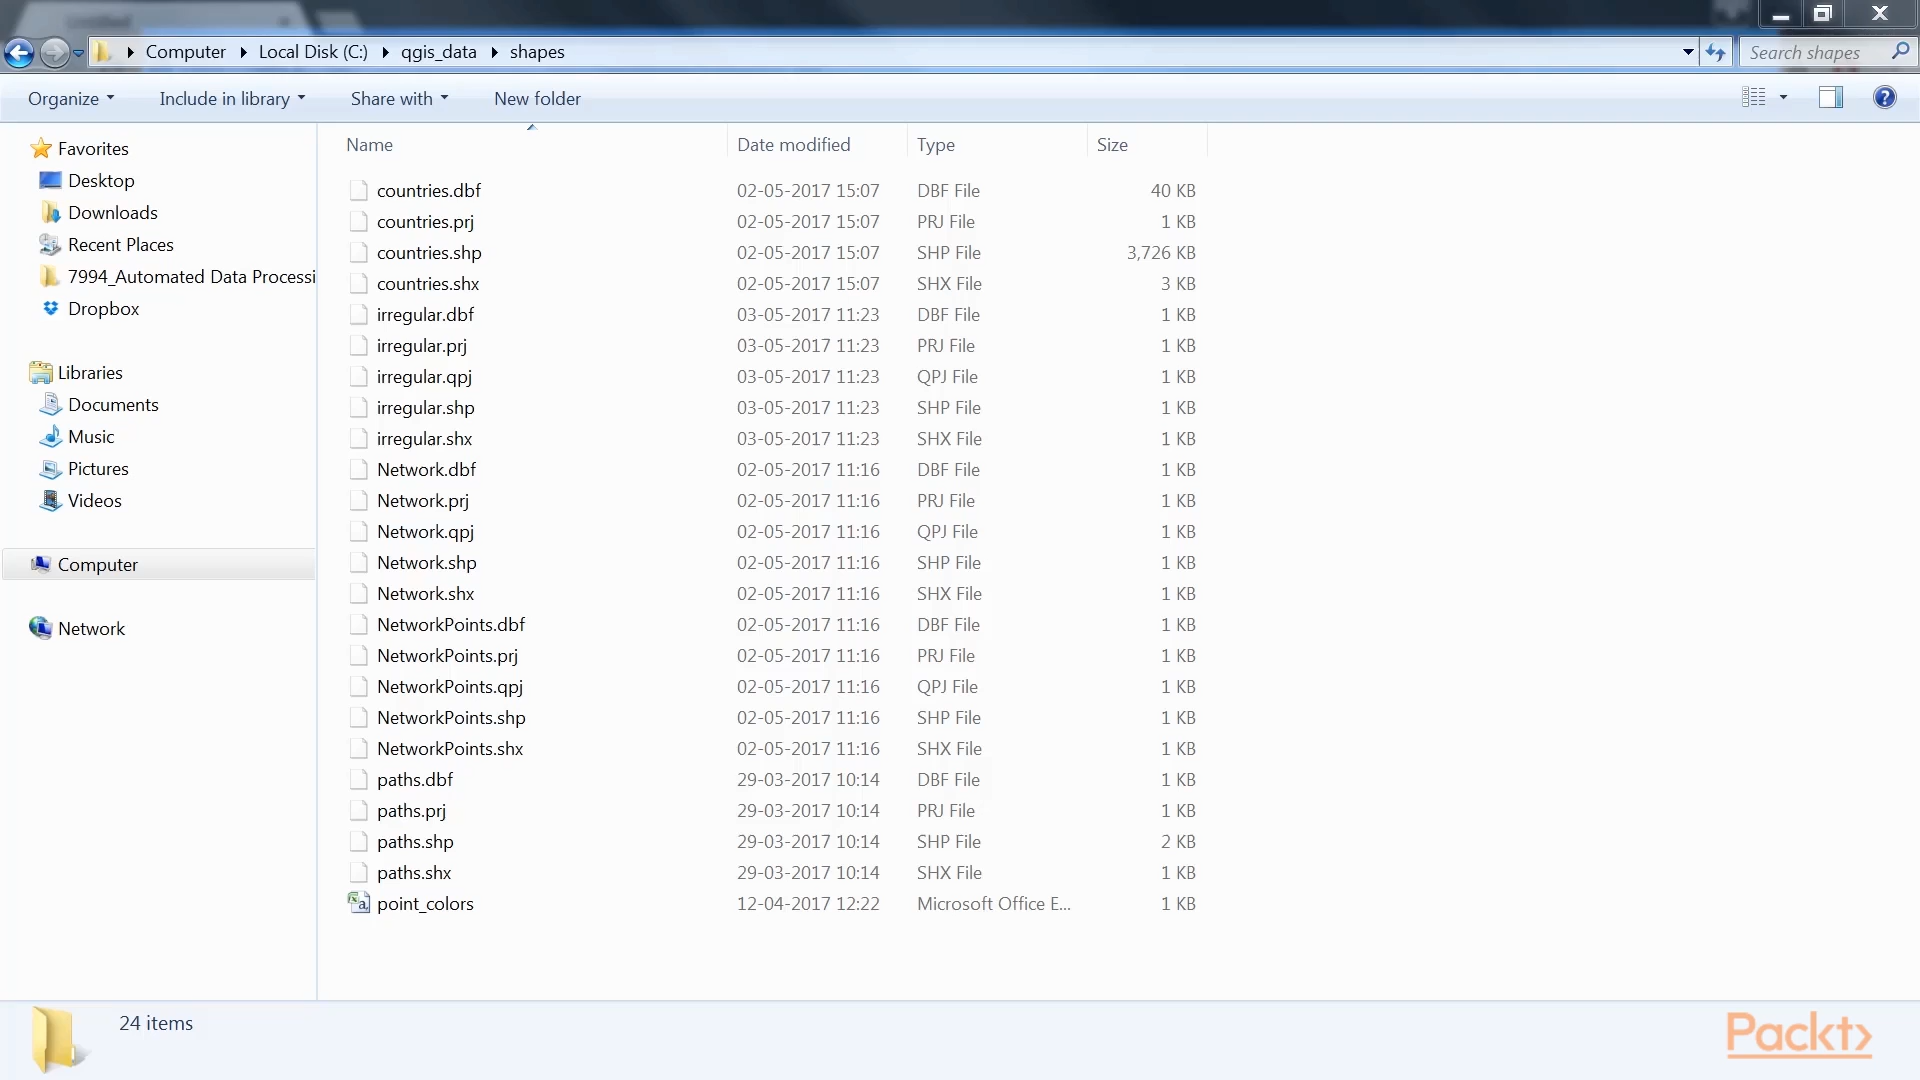 Computer Local Disk (C:) qgis_data shapes Search shapes
Organize Include in library Share with New folder
Name Date modified Type Size
Favorites
Desktop
Downloads
Recent Places
7994_Automated Data Processi
Dropbox
Libraries
Documents
Music
Pictures
Videos
Computer
Network
countries.dbf 02-05-2017 15:07 DBF File 40 KB
countries.prj 02-05-2017 15:07 PRJ File 1 KB
countries.shp 02-05-2017 15:07 SHP File 3,726 KB
countries.shx 02-05-2017 15:07 SHX File 3 KB
irregular.dbf 03-05-2017 11:23 DBF File 1 KB
irregular.prj 03-05-2017 11:23 PRJ File 1 KB
irregular.qpj 03-05-2017 11:23 QPJ File 1 KB
irregular.shp 03-05-2017 11:23 SHP File 1 KB
irregular.shx 03-05-2017 11:23 SHX File 1 KB
Network.dbf 02-05-2017 11:16 DBF File 1 KB
Network.prj 02-05-2017 11:16 PRJ File 1 KB
Network.qpj 02-05-2017 11:16 QPJ File 1 KB
Network.shp 02-05-2017 11:16 SHP File 1 KB
Network.shx 02-05-2017 11:16 SHX File 1 KB
NetworkPoints.dbf 02-05-2017 11:16 DBF File 1 KB
NetworkPoints.prj 02-05-2017 11:16 PRJ File 1 KB
NetworkPoints.qpj 02-05-2017 11:16 QPJ File 1 KB
NetworkPoints.shp 02-05-2017 11:16 SHP File 1 KB
NetworkPoints.shx 02-05-2017 11:16 SHX File 1 KB
paths.dbf 29-03-2017 10:14 DBF File 1 KB
paths.prj 29-03-2017 10:14 PRJ File 1 KB
paths.shp 29-03-2017 10:14 SHP File 2 KB
paths.shx 29-03-2017 10:14 SHX File 1 KB
point_colors 12-04-2017 12:22 Microsoft Office E... 1 KB
24 items
Packt>